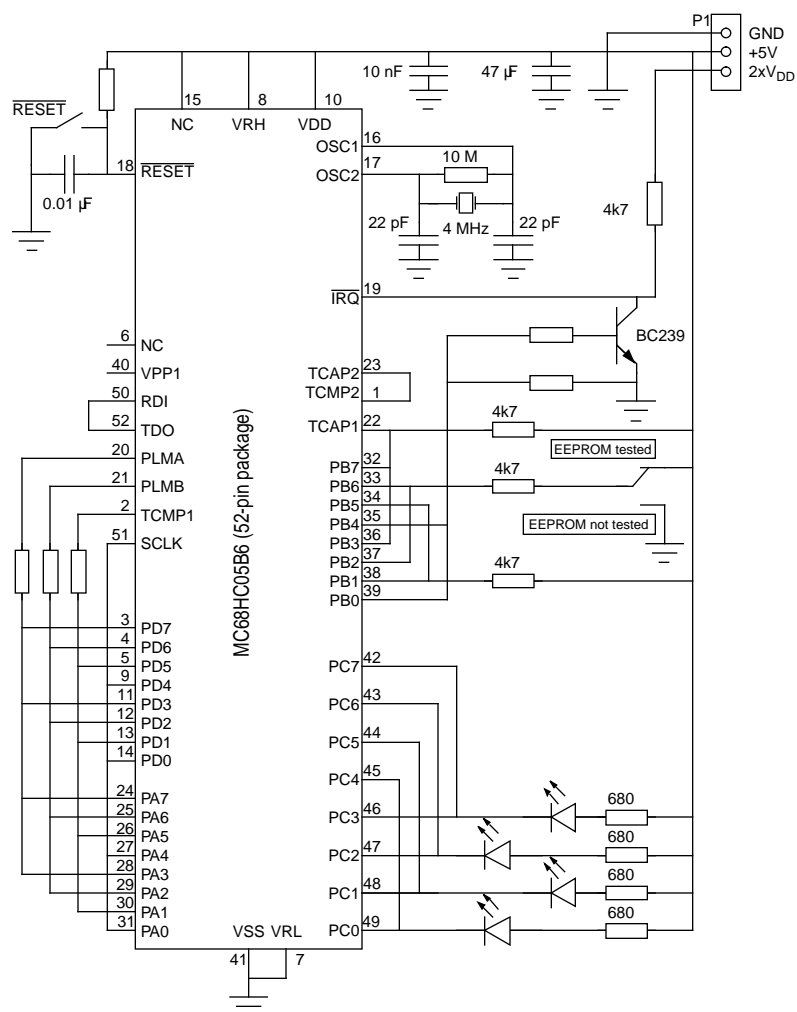 P1
GND
+5V
2xVDD
10 nF
47 µF
15
8
10
NC
VRH
VDD
RESET
18
RESET
0.01 µF
OSC1
16
OSC2
17
10 M
22 pF
4 MHz
22 pF
4k7
IRQ
19
BC239
6
NC
40
VPP1
50
RDI
52
TDO
20
PLMA
21
PLMB
2
TCMP1
51
SCLK
MC68HC05B6 (52-pin package)
TCAP2
23
TCMP2
1
TCAP1
22
4k7
EEPROM tested
PB7
32
PB6
33
4k7
PB5
34
PB4
35
EEPROM not tested
PB3
36
PB2
37
PB1
38
4k7
PB0
39
3
PD7
4
PD6
5
PD5
9
PD4
11
PD3
12
PD2
13
PD1
14
PD0
24
PA7
25
PA6
26
PA5
27
PA4
28
PA3
29
PA2
30
PA1
31
PA0
PC7
42
PC6
43
PC5
44
PC4
45
PC3
46
680
PC2
47
680
PC1
48
680
PC0
49
680
VSS
VRL
41
7